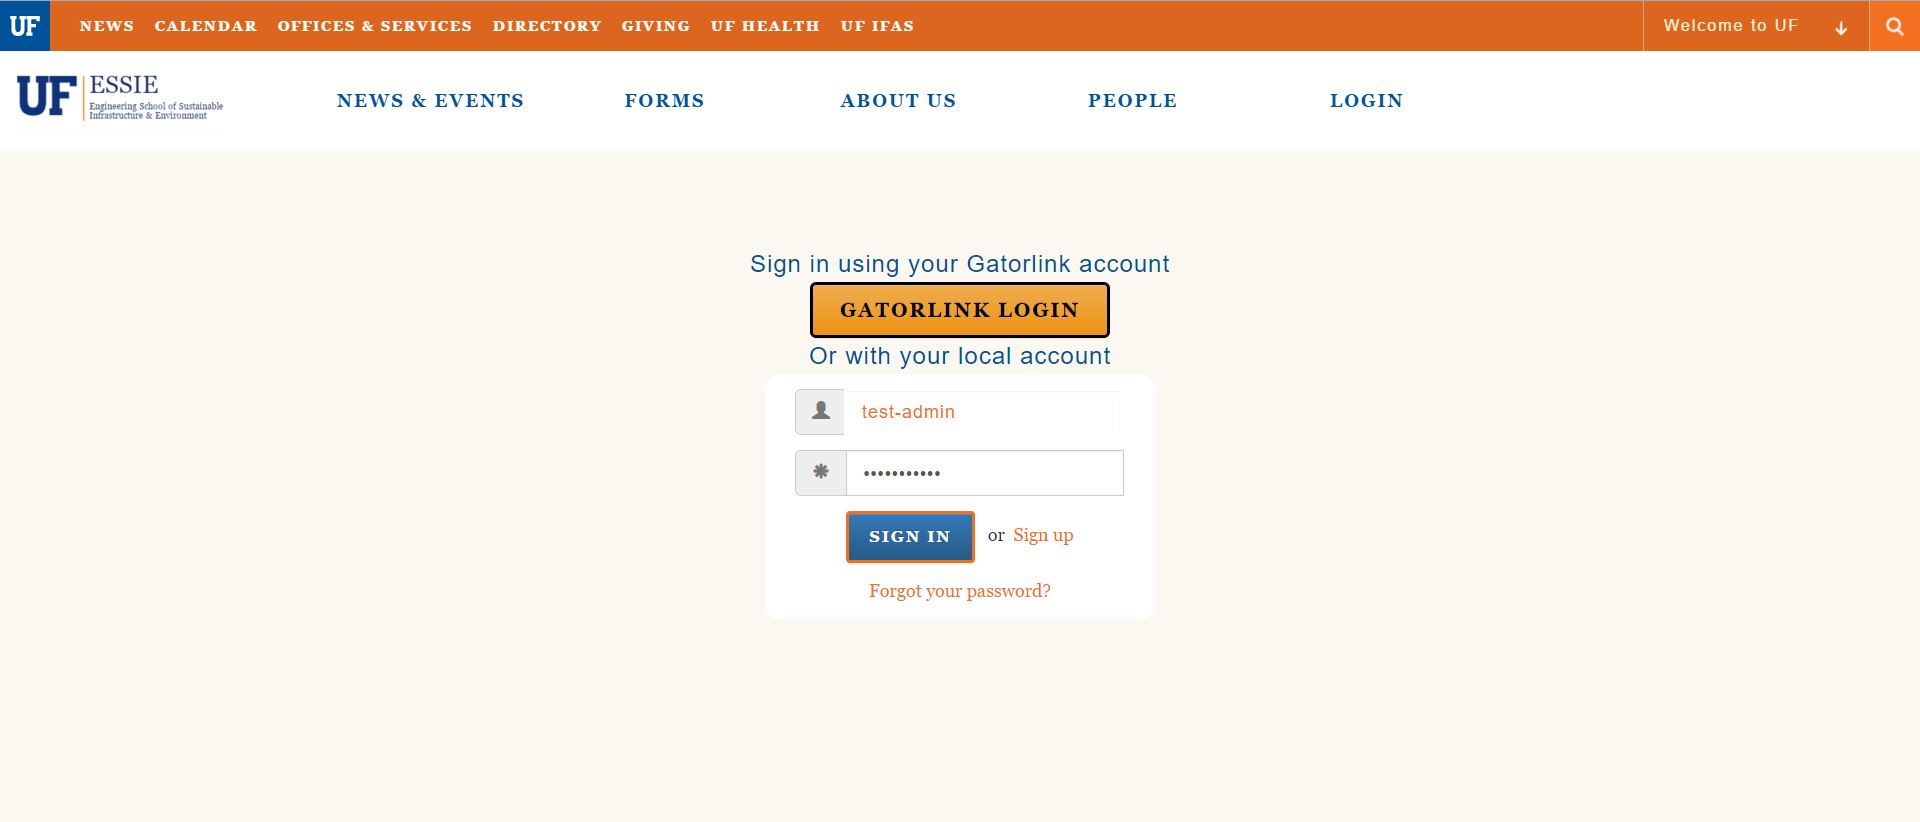 UF NEWS CALENDAR OFFICES & SERVICES DIRECTORY GIVING UF HEALTH UF IFAS Welcome to UF
UF ESSIE
Engineering School of Sustainable
Infrastructure & Environment
NEWS & EVENTS FORMS ABOUT US PEOPLE LOGIN
Sign in using your Gatorlink account
GATORLINK LOGIN
Or with your local account
test-admin
•••••••••••
SIGN IN or Sign up
Forgot your password?